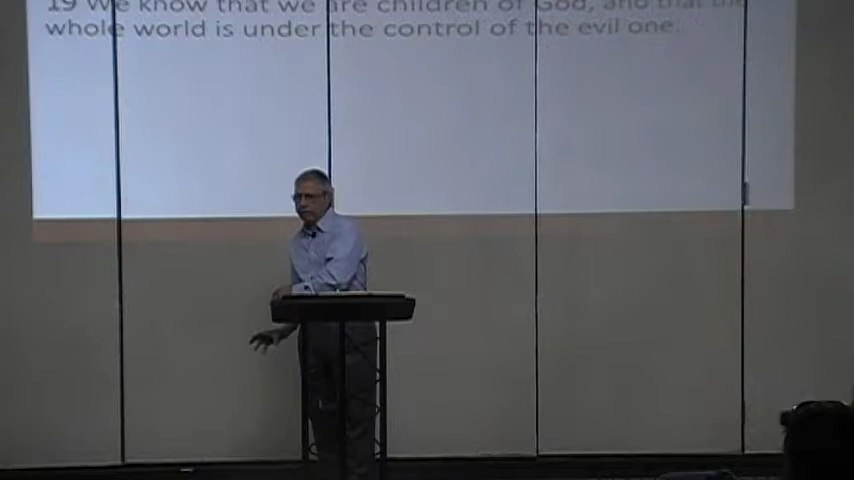 19 We know that we are children of God, and that the
whole world is under the control of the evil one.